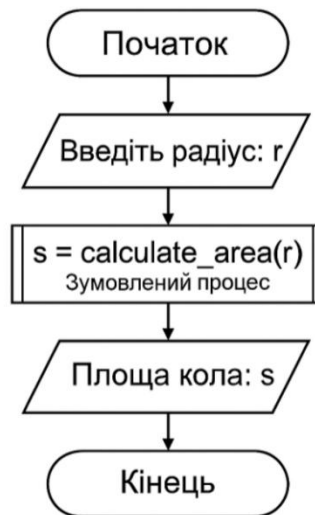 Початок
Введіть радіус: r
s = calculate_area(r)
Зумовлений процес
Площа кола: s
Кінець